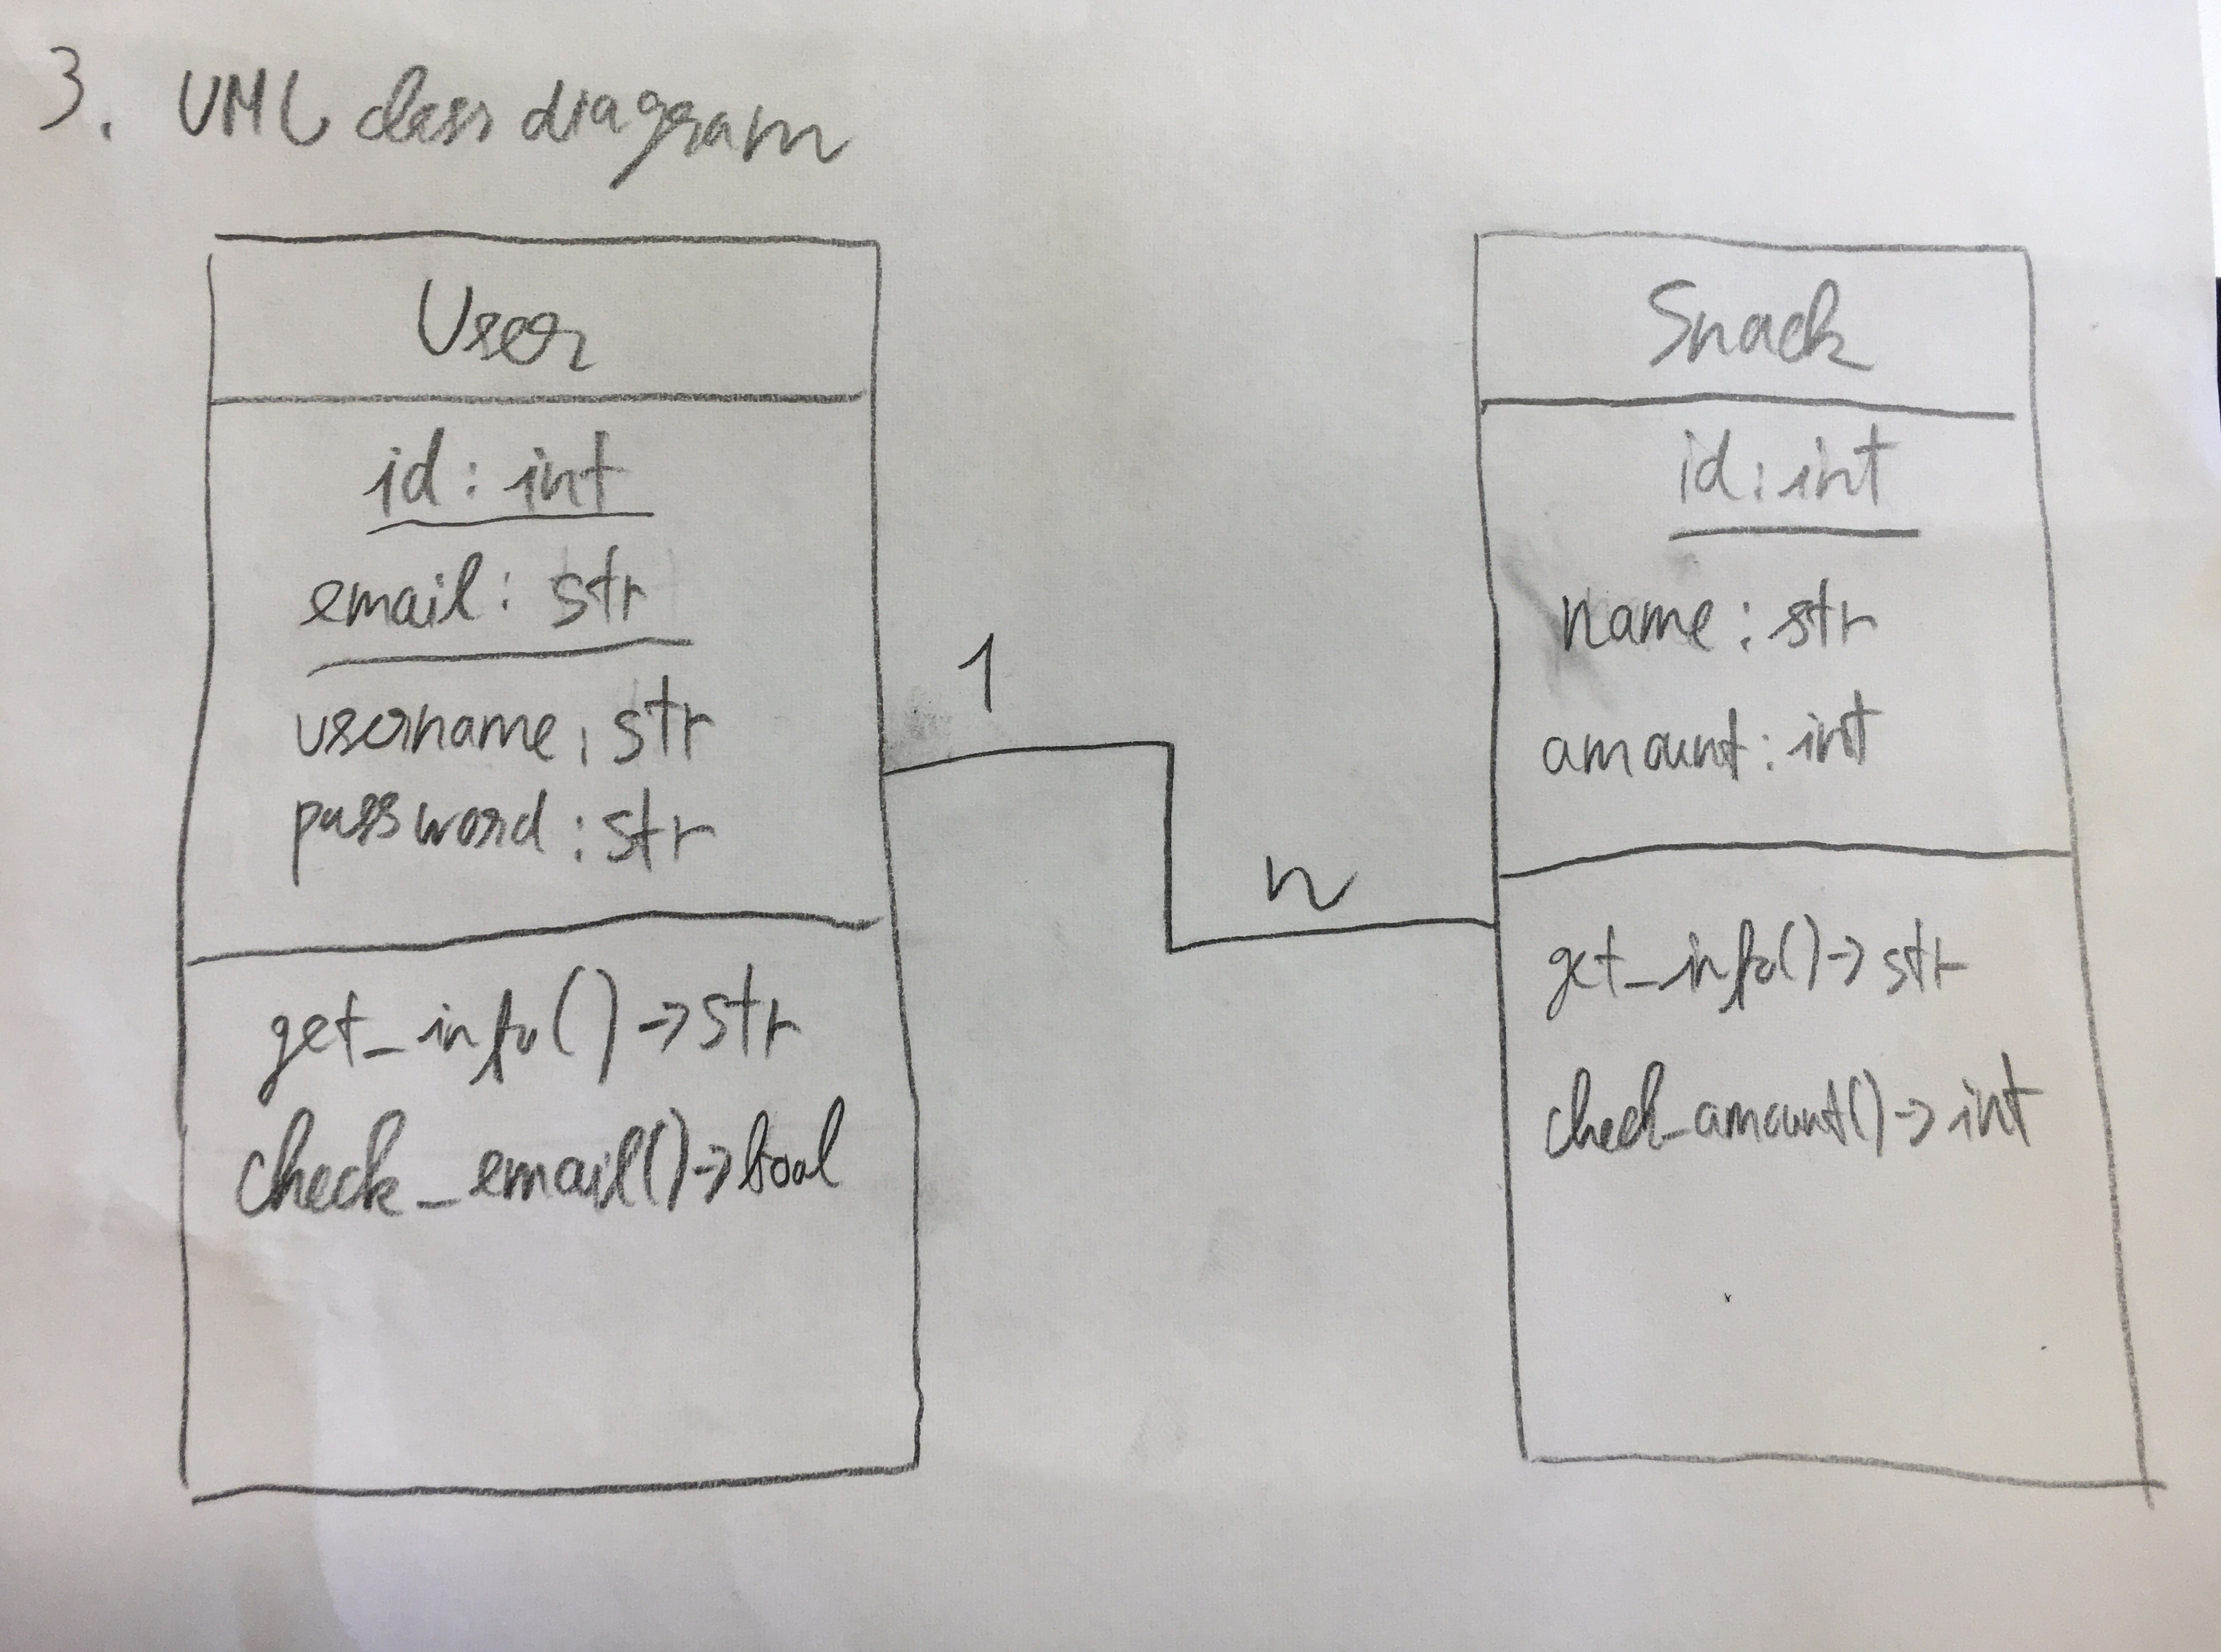 3. UML class diagram
User
id: int
email: str
username: str
password: str
get_info() -> str
check_email() -> bool
1
n
Snack
id: int
name: str
amount: int
get_info() -> str
check_amount() -> int